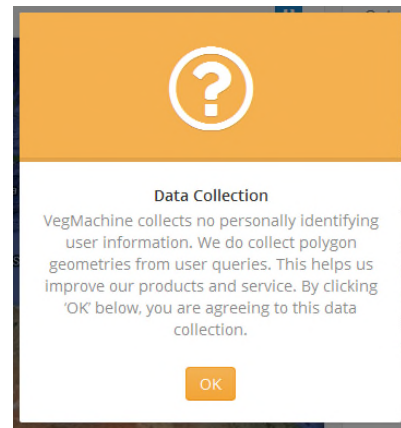 ?
Data Collection
VegMachine collects no personally identifying
user information. We do collect polygon
geometries from user queries. This helps us
improve our products and service. By clicking
'OK' below, you are agreeing to this data
collection.
OK